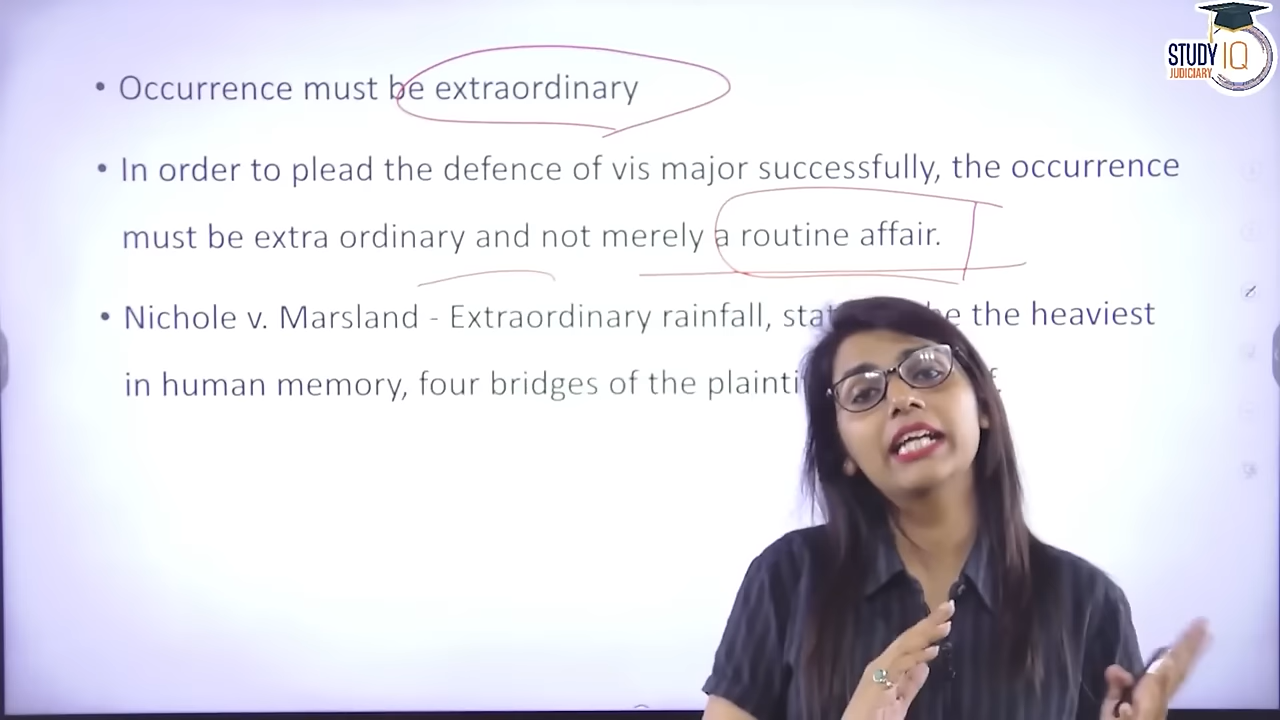 STUDY IQ
JUDICIARY
• Occurrence must be extraordinary
• In order to plead the defence of vis major successfully, the occurrence
must be extra ordinary and not merely a routine affair.
• Nichole v. Marsland - Extraordinary rainfall, the heaviest
in human memory, four bridges of the